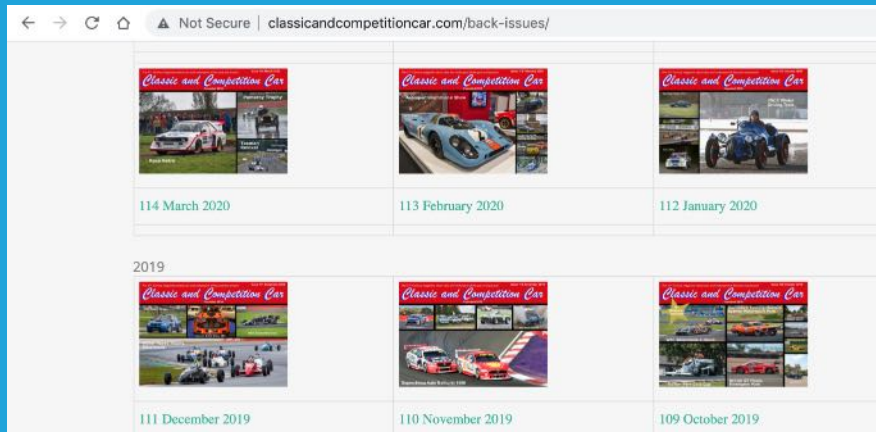 Not Secure | classicandcompetitioncar.com/back-issues/
Classic and Competition Car
Classic and Competition Car
Classic and Competition Car
114 March 2020
113 February 2020
112 January 2020
2019
Classic and Competition Car
Classic and Competition Car
Classic and Competition Car
111 December 2019
110 November 2019
109 October 2019